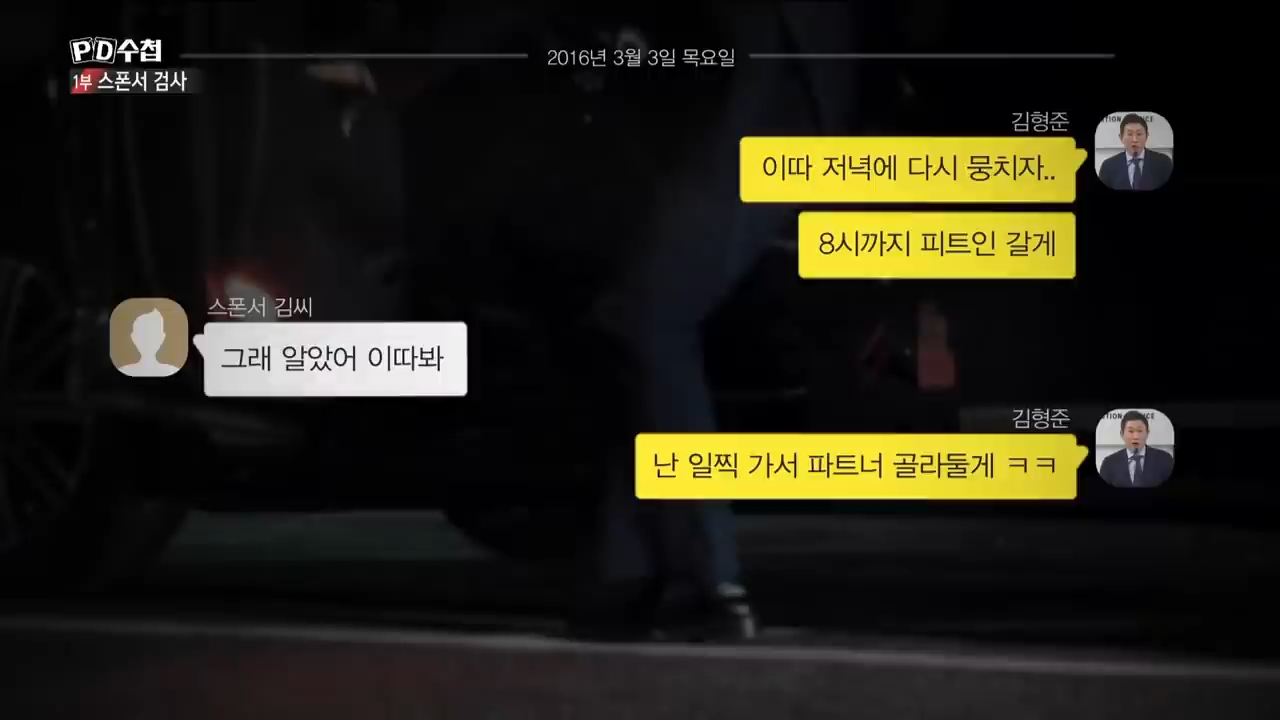 PD수첩
1부 스폰서 검사
2016년 3월 3일 목요일
김형준
이따 저녁에 다시 뭉치자..
8시까지 피트인 갈게
스폰서 김씨
그래 알았어 이따봐
김형준
난 일찍 가서 파트너 골라둘게 ㅋㅋ